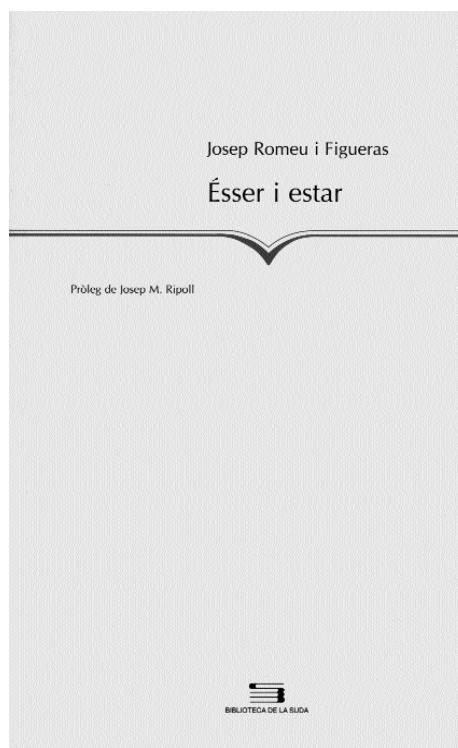 Josep Romeu i Figueras
Ésser i estar
Pròleg de Josep M. Ripoll
BIBLIOTECA DE LA SUDA